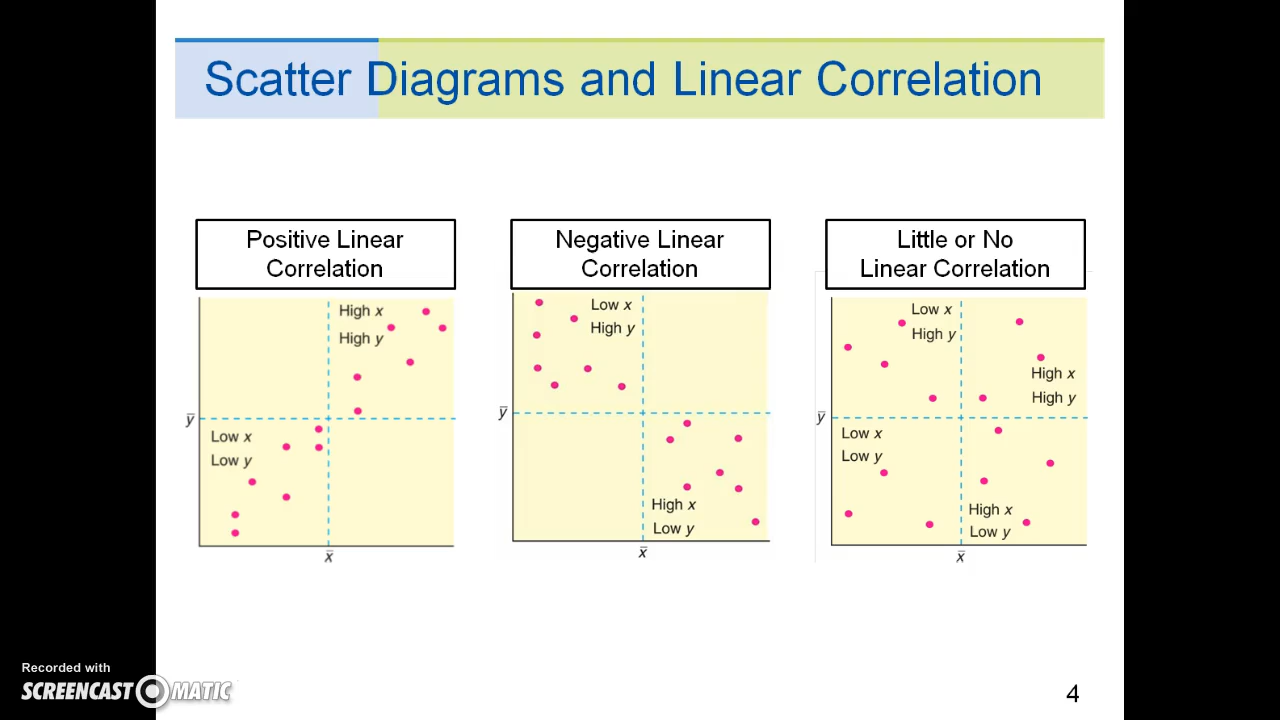 Scatter Diagrams and Linear Correlation
Positive Linear
Correlation
High x
High y
y̅
Low x
Low y
x̅
Negative Linear
Correlation
Low x
High y
y̅
High x
Low y
x̅
Little or No
Linear Correlation
Low x
High y
High x
High y
y̅
Low x
Low y
High x
Low y
x̅
Recorded with
SCREENCAST MATIC
4